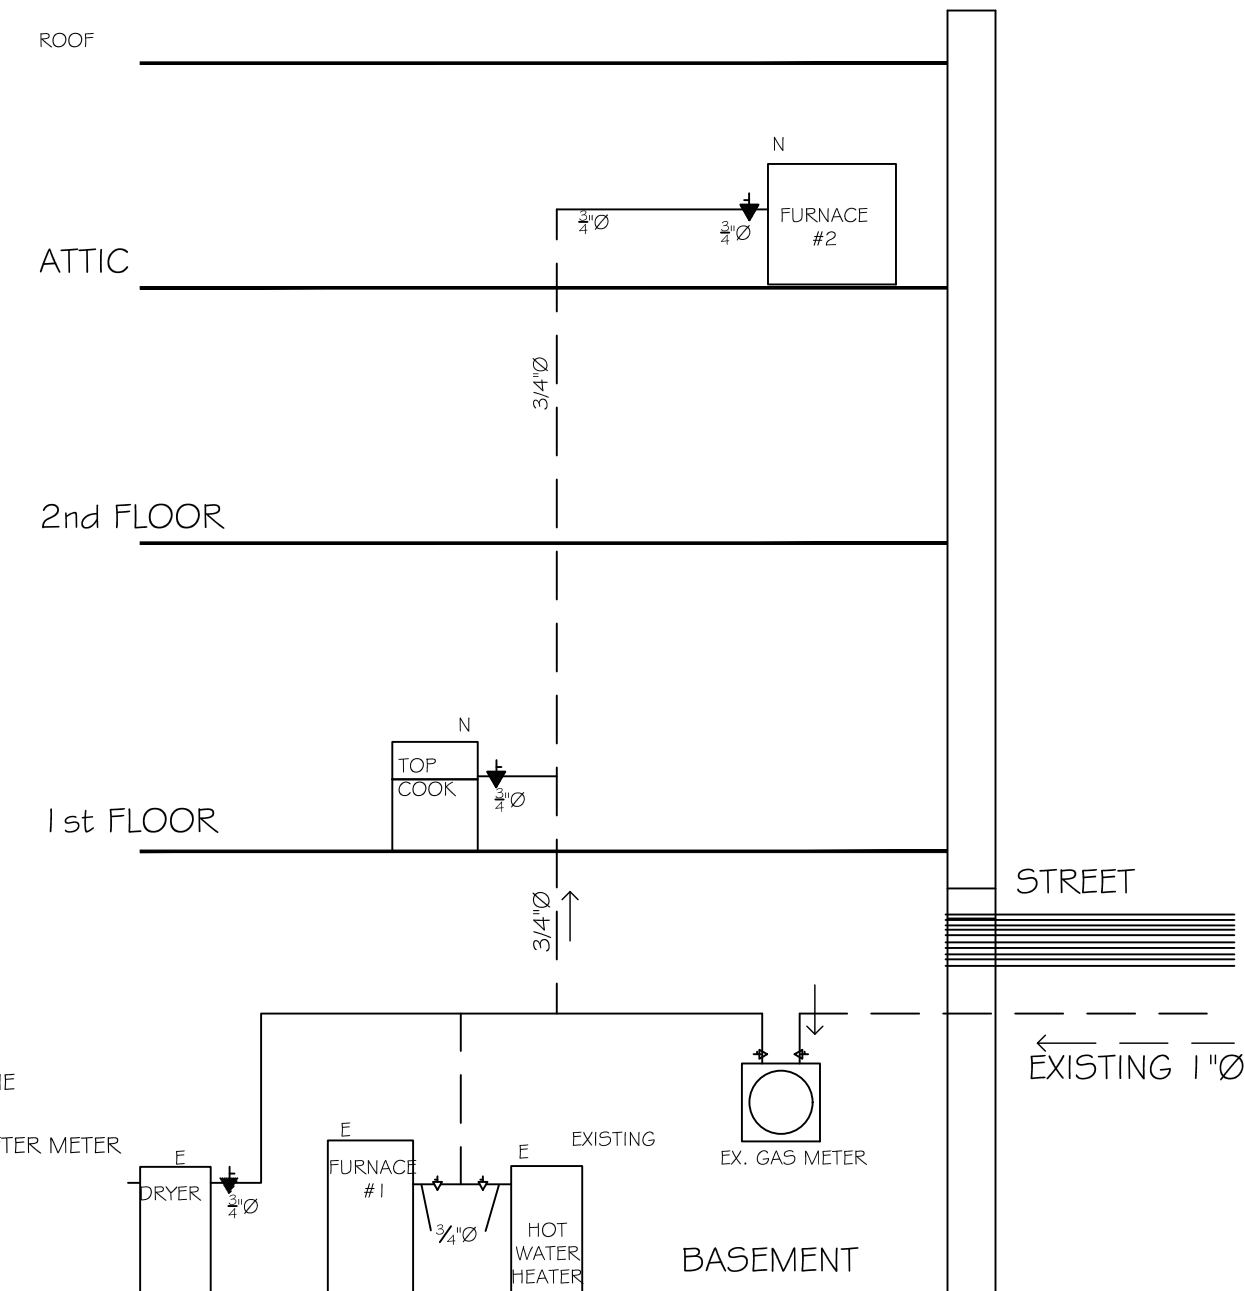 ROOF
N
FURNACE
#2
3/4"Ø
3/4"Ø
ATTIC
3/4"Ø
2nd FLOOR
N
TOP
COOK
3/4"Ø
1st FLOOR
STREET
3/4"Ø
EXISTING 1"Ø
TER METER
E
DRYER
3/4"Ø
E
FURNACE
#1
3/4"Ø
E
EXISTING
HOT
WATER
HEATER
EX. GAS METER
BASEMENT